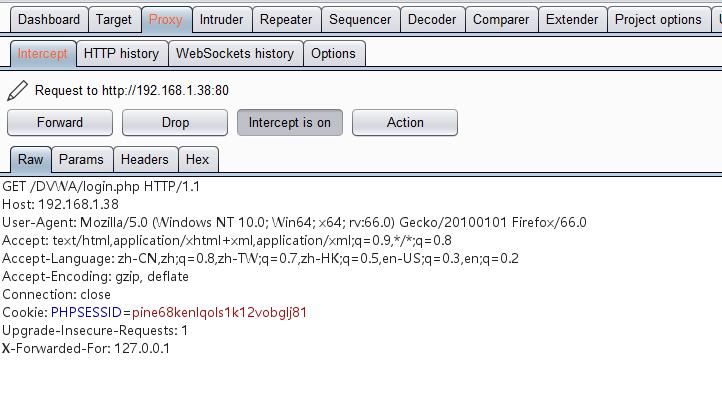 Dashboard Target Proxy Intruder Repeater Sequencer Decoder Comparer Extender Project options
Intercept HTTP history WebSockets history Options
Request to http://192.168.1.38:80
Forward Drop Intercept is on Action
Raw Params Headers Hex
GET /DVWA/login.php HTTP/1.1
Host: 192.168.1.38
User-Agent: Mozilla/5.0 (Windows NT 10.0; Win64; x64; rv:66.0) Gecko/20100101 Firefox/66.0
Accept: text/html,application/xhtml+xml,application/xml;q=0.9,*/*;q=0.8
Accept-Language: zh-CN,zh;q=0.8,zh-TW;q=0.7,zh-HK;q=0.5,en-US;q=0.3,en;q=0.2
Accept-Encoding: gzip, deflate
Connection: close
Cookie: PHPSESSID=pine68kenlqols1k12vobglj81
Upgrade-Insecure-Requests: 1
X-Forwarded-For: 127.0.0.1